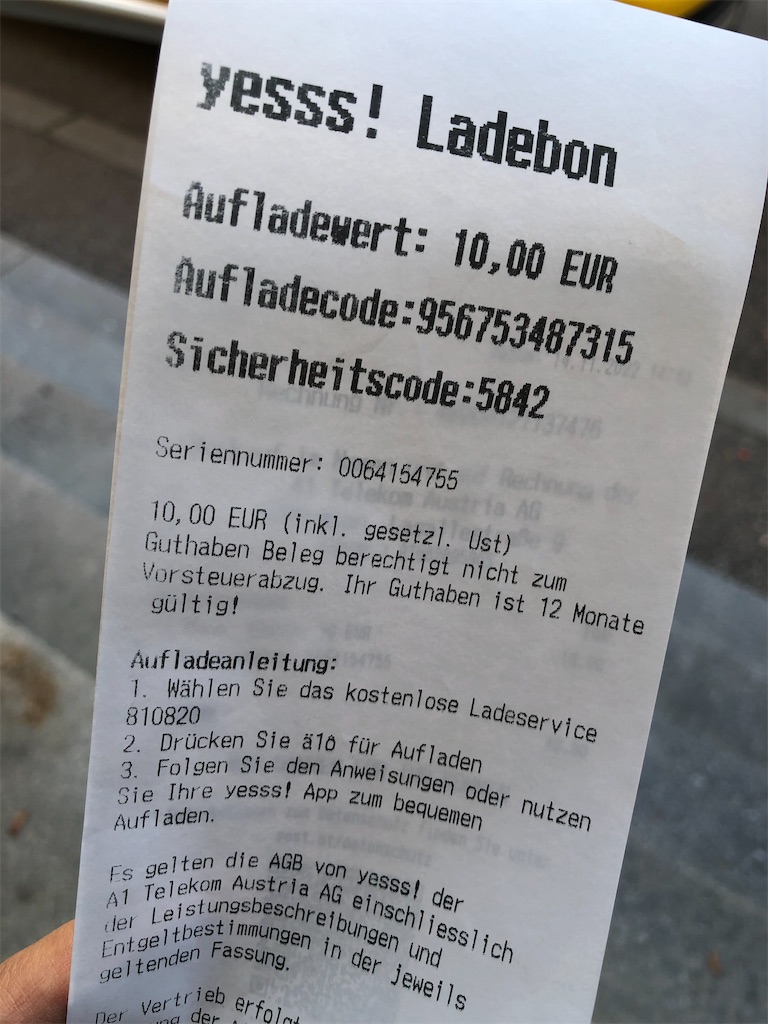 yesss! Ladebon
Aufladewert: 10,00 EUR
Aufladecode:956753487315
Sicherheitscode:5842
Seriennummer: 0064154755
10,00 EUR (inkl. gesetzl. Ust)
Guthaben Beleg berechtigt nicht zum
Vorsteuerabzug. Ihr Guthaben ist 12 Monate
gültig!
Aufladeanleitung:
1. Wählen Sie das kostenlose Ladeservice
810820
2. Drücken Sie ä1ö für Aufladen
3. Folgen Sie den Anweisungen oder nutzen
Sie Ihre yesss! App zum bequemen
Aufladen.
Es gelten die AGB von yesss! der
A1 Telekom Austria AG einschliesslich
der Leistungsbeschreibungen und
Entgeltbestimmungen in der jeweils
geltenden Fassung.
Der Vertrieb erfolgt
der